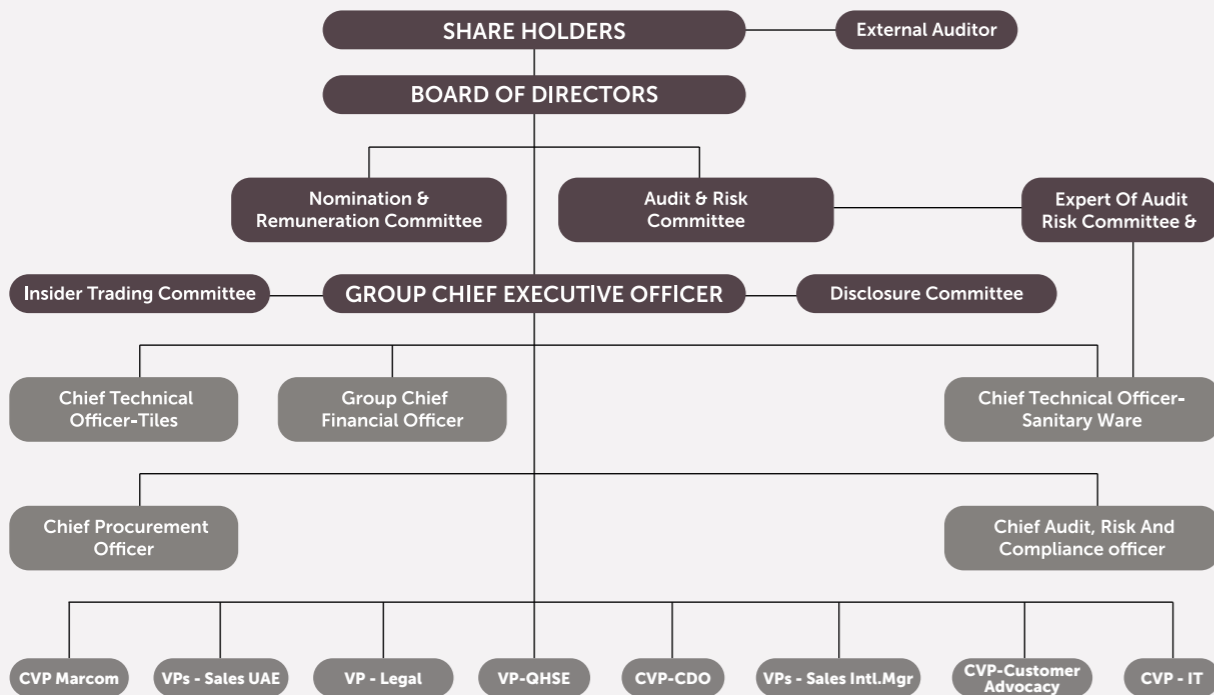 SHARE HOLDERS
External Auditor
BOARD OF DIRECTORS
Nomination &
Remuneration Committee
Audit & Risk
Committee
Expert Of Audit
Risk Committee &
Insider Trading Committee
GROUP CHIEF EXECUTIVE OFFICER
Disclosure Committee
Chief Technical
Officer-Tiles
Group Chief
Financial Officer
Chief Technical Officer-
Sanitary Ware
Chief Procurement
Officer
Chief Audit, Risk And
Compliance officer
CVP Marcom
VPs - Sales UAE
VP - Legal
VP-QHSE
CVP-CDO
VPs - Sales Intl.Mgr
CVP-Customer
Advocacy
CVP - IT